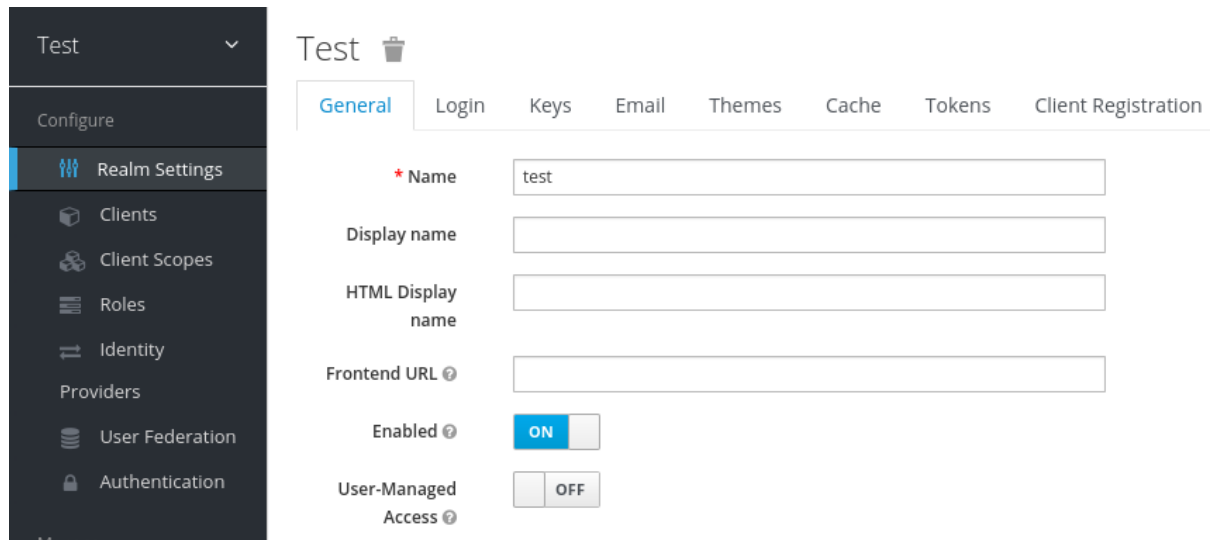 Test
Configure
Realm Settings
Clients
Client Scopes
Roles
Identity
Providers
User Federation
Authentication
Test
General Login Keys Email Themes Cache Tokens Client Registration
* Name test
Display name
HTML Display
name
Frontend URL
Enabled ON
User-Managed OFF
Access